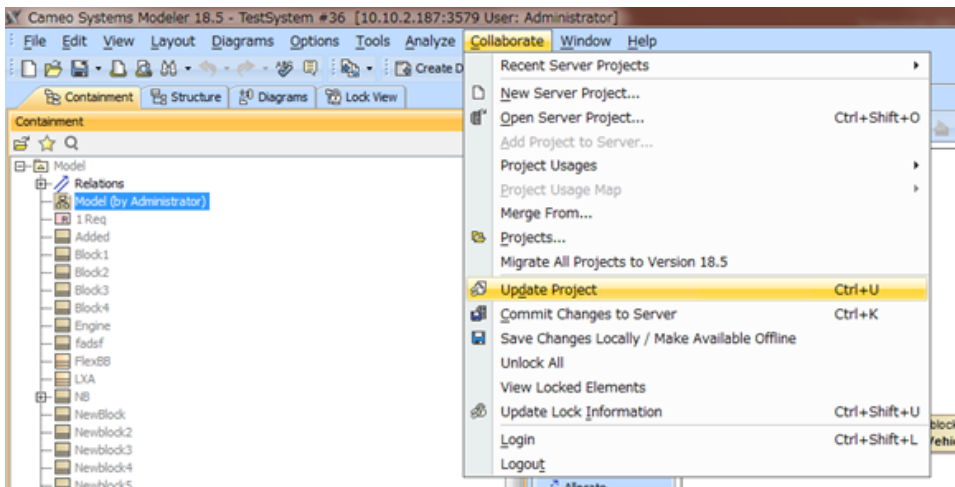 Cameo Systems Modeler 18.5 - TestSystem #36 [10.10.2.187:3579 User: Administrator]
File Edit View Layout Diagrams Options Tools Analyze Collaborate Window Help
Create D
Containment Structure Diagrams Lock View
Containment
Model
Relations
Model (by Administrator)
1 Req
Added
Block1
Block2
Block3
Block4
Engine
fadsf
FlexBB
LXA
NB
NewBlock
Newblock2
Newblock3
Newblock4
Newblock5
Recent Server Projects
New Server Project...
Open Server Project... Ctrl+Shift+O
Add Project to Server...
Project Usages
Project Usage Map
Merge From...
Projects...
Migrate All Projects to Version 18.5
Update Project Ctrl+U
Commit Changes to Server Ctrl+K
Save Changes Locally / Make Available Offline
Unlock All
View Locked Elements
Update Lock Information Ctrl+Shift+U
Login Ctrl+Shift+L
Logout
block
Vehi
Allocate